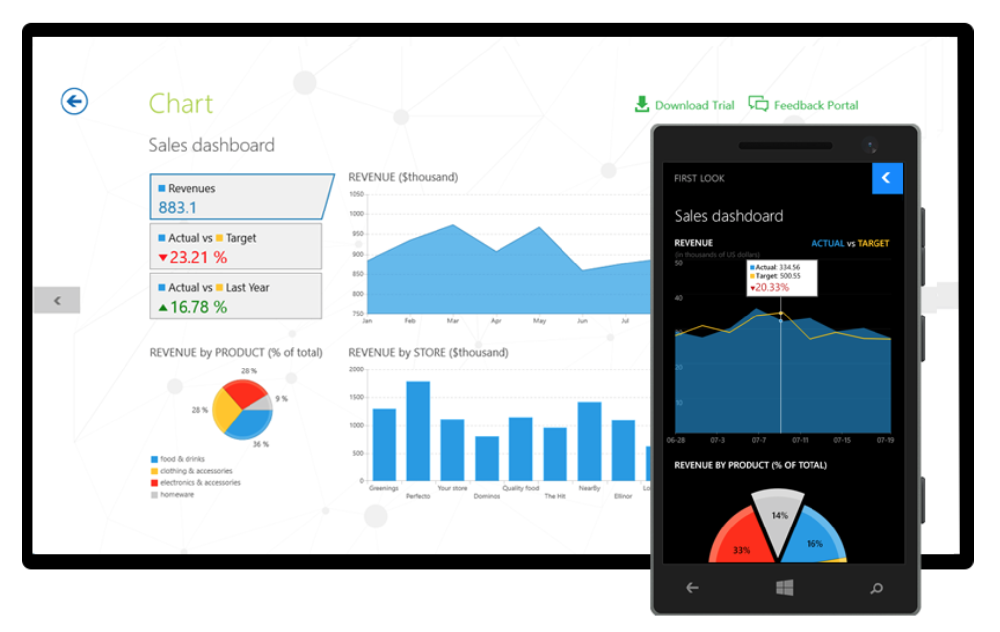 Chart
Download Trial
Feedback Portal
Sales dashboard
Revenues
883.1
Actual vs Target
23.21 %
Actual vs Last Year
16.78 %
REVENUE ($thousand)
1050
1000
950
900
850
800
750
Jan Feb Mar Apr May Jun Jul
REVENUE by PRODUCT (% of total)
28 %
9 %
28 %
36 %
food & drinks
clothing & accessories
electronics & accessories
homeware
REVENUE by STORE ($thousand)
2000
1500
1000
500
0
Greenings Your store Quality food NearBy Lo
Perfecto Dominos The Hit Ellinor
FIRST LOOK
Sales dashdoard
REVENUE ACTUAL vs TARGET
(in thousands of US dollars)
50
Actual: 334.56
Target: 500.55
20.33%
40
30
20
10
06-28 07-3 07-7 07-11 07-15 07-19
REVENUE BY PRODUCT (% OF TOTAL)
14%
33%
16%